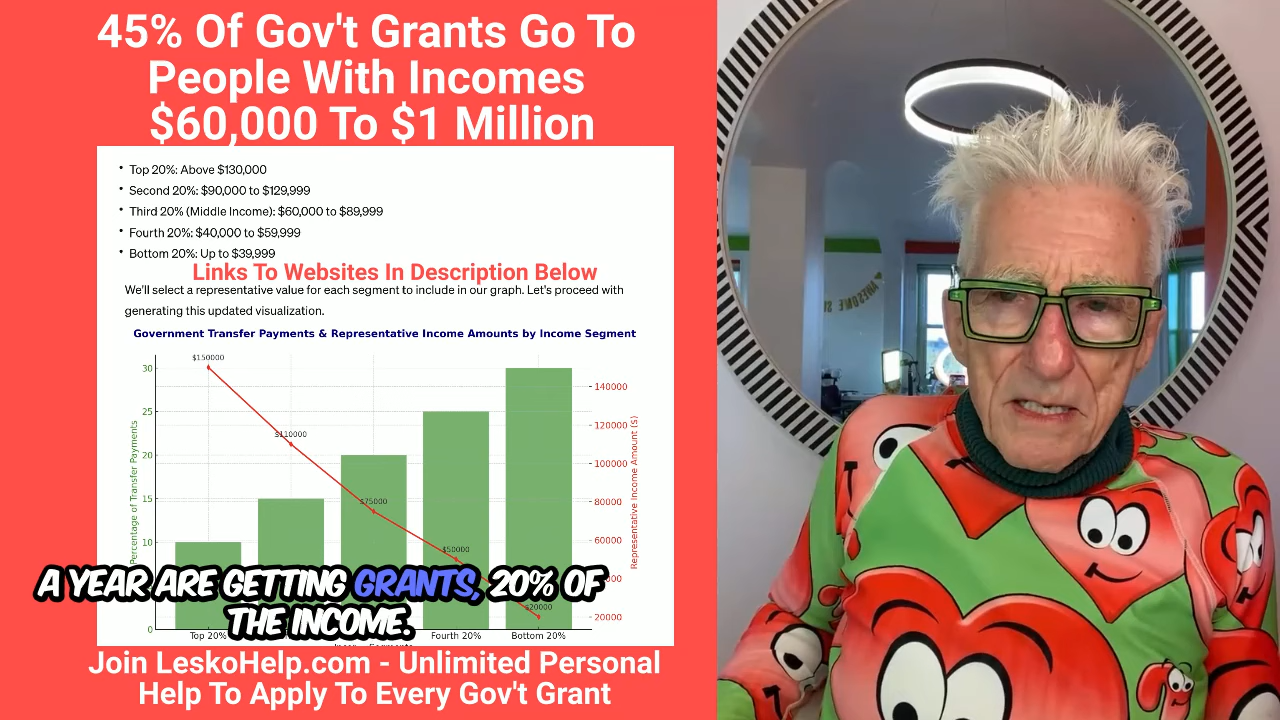 45% Of Gov't Grants Go To
People With Incomes
$60,000 To $1 Million
• Top 20%: Above $130,000
• Second 20%: $90,000 to $129,999
• Third 20% (Middle Income): $60,000 to $89,999
• Fourth 20%: $40,000 to $59,999
• Bottom 20%: Up to $39,999
Links To Websites In Description Below
We'll select a representative value for each segment to include in our graph. Let's proceed with
generating this updated visualization.
Government Transfer Payments & Representative Income Amounts by Income Segment
$150000
30
140000
$110000
25
120000
100000
20
$75000
80000
15
60000
$50000
10
$20000
20000
0
Percentage of Transfer Payments
Representative Income Amount ($)
Top 20%
Fourth 20%
Bottom 20%
A YEAR ARE GETTING GRANTS, 20% OF
THE INCOME.
Join LeskoHelp.com - Unlimited Personal
Help To Apply To Every Gov't Grant
AWESOME